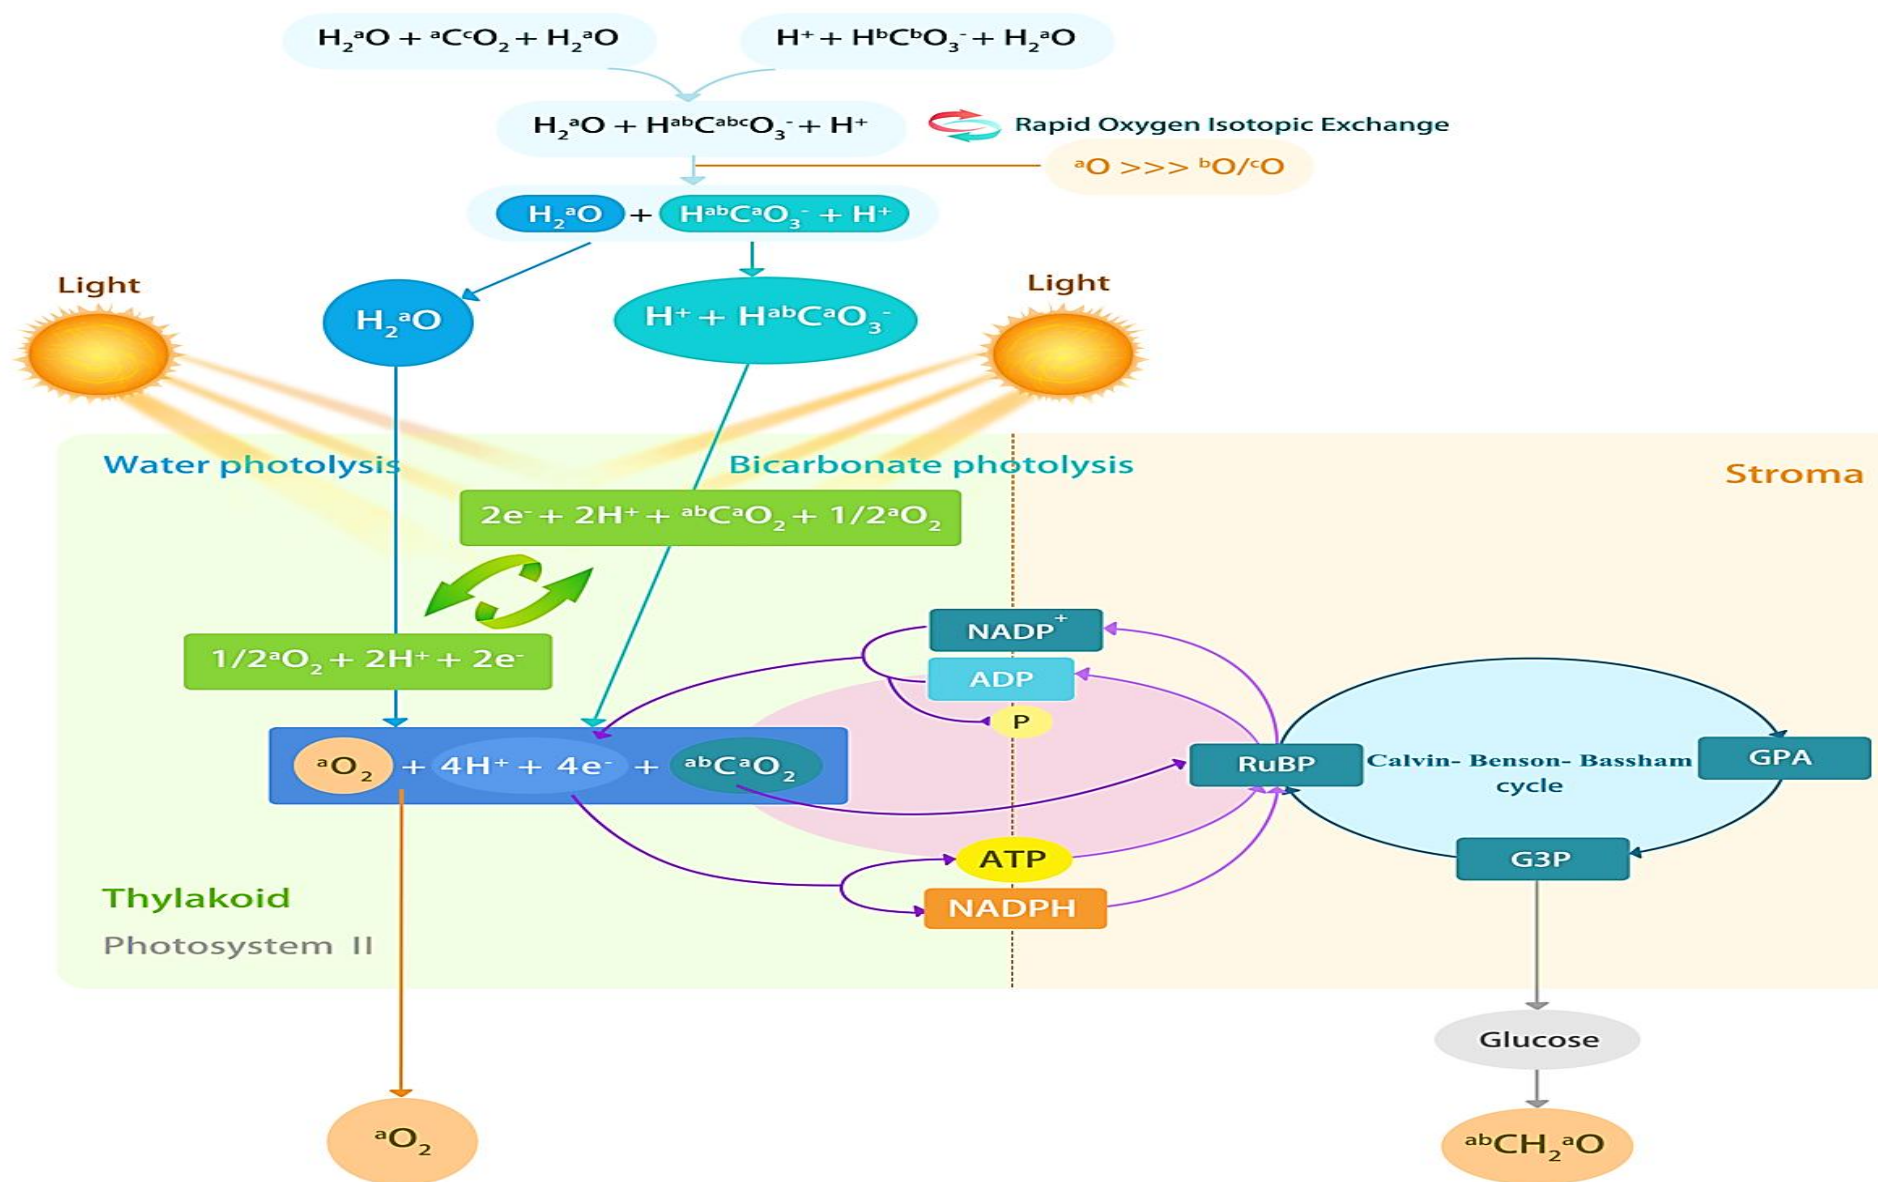 H₂ᵃO + ᵃCᶜO₂ + H₂ᵃO
H⁺ + HᵇCᵇO₃⁻ + H₂ᵃO
H₂ᵃO + HᵃᵇCᵃᵇᶜO₃⁻ + H⁺
Rapid Oxygen Isotopic Exchange
ᵃO >>> ᵇO/ᶜO
H₂ᵃO + HᵃᵇCᵃO₃⁻ + H⁺
Light
Light
H₂ᵃO
H⁺ + HᵃᵇCᵃO₃⁻
Water photolysis
Bicarbonate photolysis
Stroma
2e⁻ + 2H⁺ + ᵃᵇCᵃO₂ + 1/2ᵃO₂
1/2ᵃO₂ + 2H⁺ + 2e⁻
NADP⁺
ADP
P
ᵃO₂ + 4H⁺ + 4e⁻ + ᵃᵇCᵃO₂
RuBP
Calvin- Benson- Bassham
cycle
GPA
ATP
G3P
NADPH
Thylakoid
Photosystem II
Glucose
ᵃO₂
ᵃᵇCH₂ᵃO